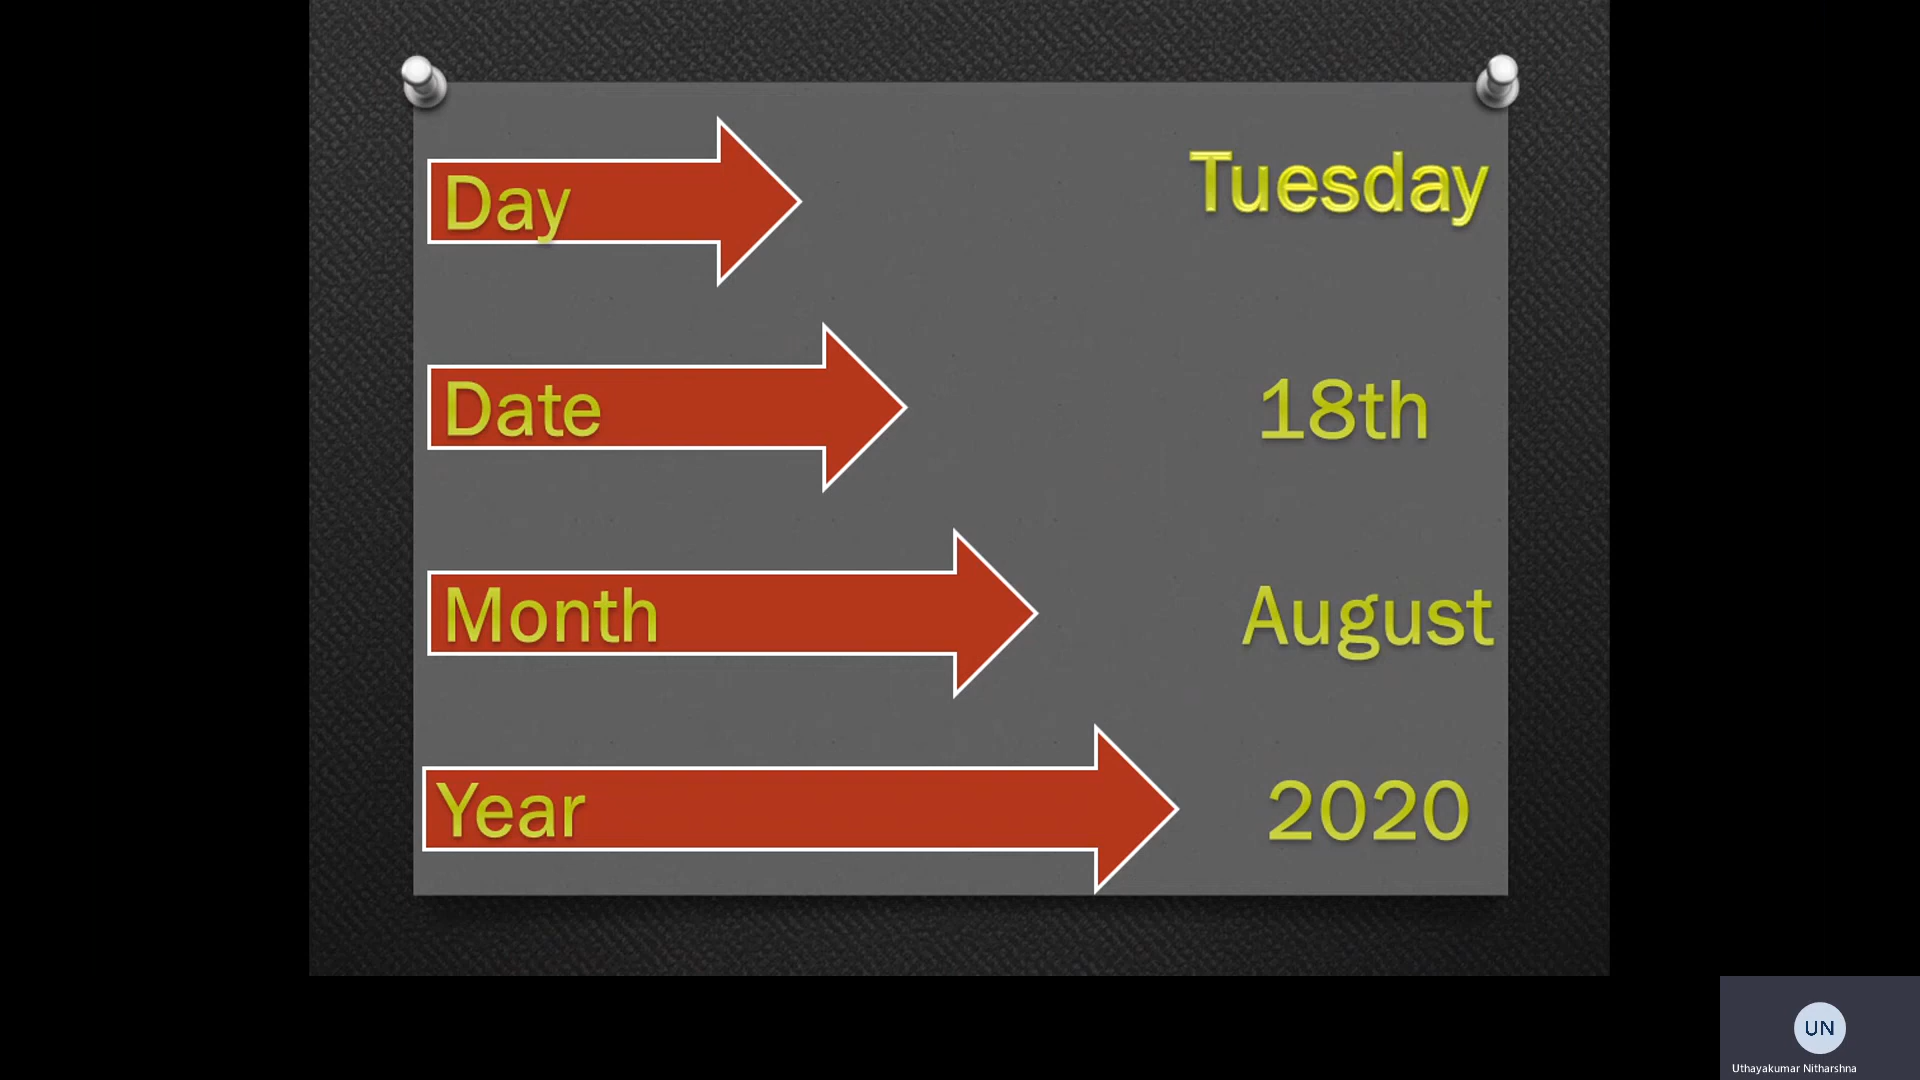 Day Tuesday
Date 18th
Month August
Year 2020
UN
Uthayakumar Nitharshna